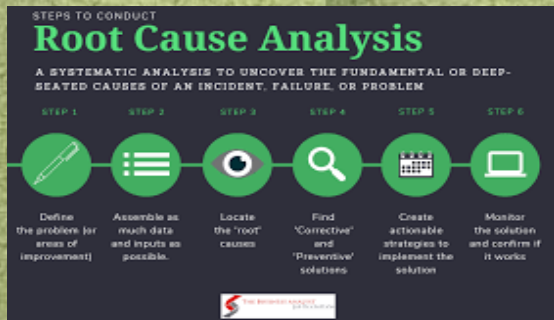 STEPS TO CONDUCT
Root Cause Analysis
A SYSTEMATIC ANALYSIS TO UNCOVER THE FUNDAMENTAL OR DEEP-
SEATED CAUSES OF AN INCIDENT, FAILURE, OR PROBLEM
STEP 1 STEP 2 STEP 3 STEP 4 STEP 5 STEP 6
Define
the problem (or
areas of
improvement)
Assemble as
much data
and inputs as
possible.
Locate
the "root"
causes
Find
'Corrective'
and
'Preventive'
solutions
Create
actionable
strategies to
implement the
solution
Monitor
the solution
and confirm if
it works
THE BUSINESS ANALYST